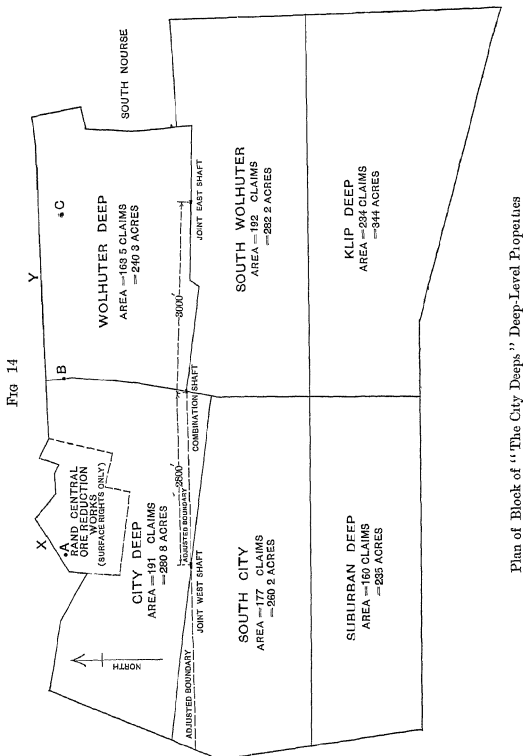 Fig 14
SOUTH NOURSE
Y
X
C
B
A
RAND CENTRAL
ORE REDUCTION
WORKS
(SURFACE RIGHTS ONLY)
WOLHUTER DEEP
AREA = 163 5 CLAIMS
= 240 3 ACRES
CITY DEEP
AREA = 191 CLAIMS
= 280 8 ACRES
NORTH
3000'
2800'
ADJUSTED BOUNDARY
ADJUSTED BOUNDARY
JOINT WEST SHAFT
COMBINATION SHAFT
JOINT EAST SHAFT
SOUTH CITY
AREA = 177 CLAIMS
= 260 2 ACRES
SOUTH WOLHUTER
AREA = 192 CLAIMS
= 282 2 ACRES
SUBURBAN DEEP
AREA = 160 CLAIMS
= 235 ACRES
KLIP DEEP
AREA = 234 CLAIMS
= 344 ACRES
Plan of Block of "The City Deeps" Deep-Level Properties